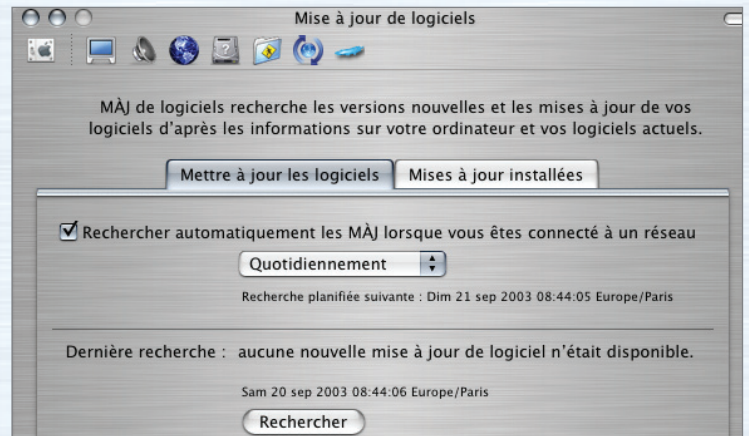 Mise à jour de logiciels
MÀJ de logiciels recherche les versions nouvelles et les mises à jour de vos
logiciels d'après les informations sur votre ordinateur et vos logiciels actuels.
Mettre à jour les logiciels
Mises à jour installées
Rechercher automatiquement les MÀJ lorsque vous êtes connecté à un réseau
Quotidiennement
Recherche planifiée suivante : Dim 21 sep 2003 08:44:05 Europe/Paris
Dernière recherche : aucune nouvelle mise à jour de logiciel n'était disponible.
Sam 20 sep 2003 08:44:06 Europe/Paris
Rechercher